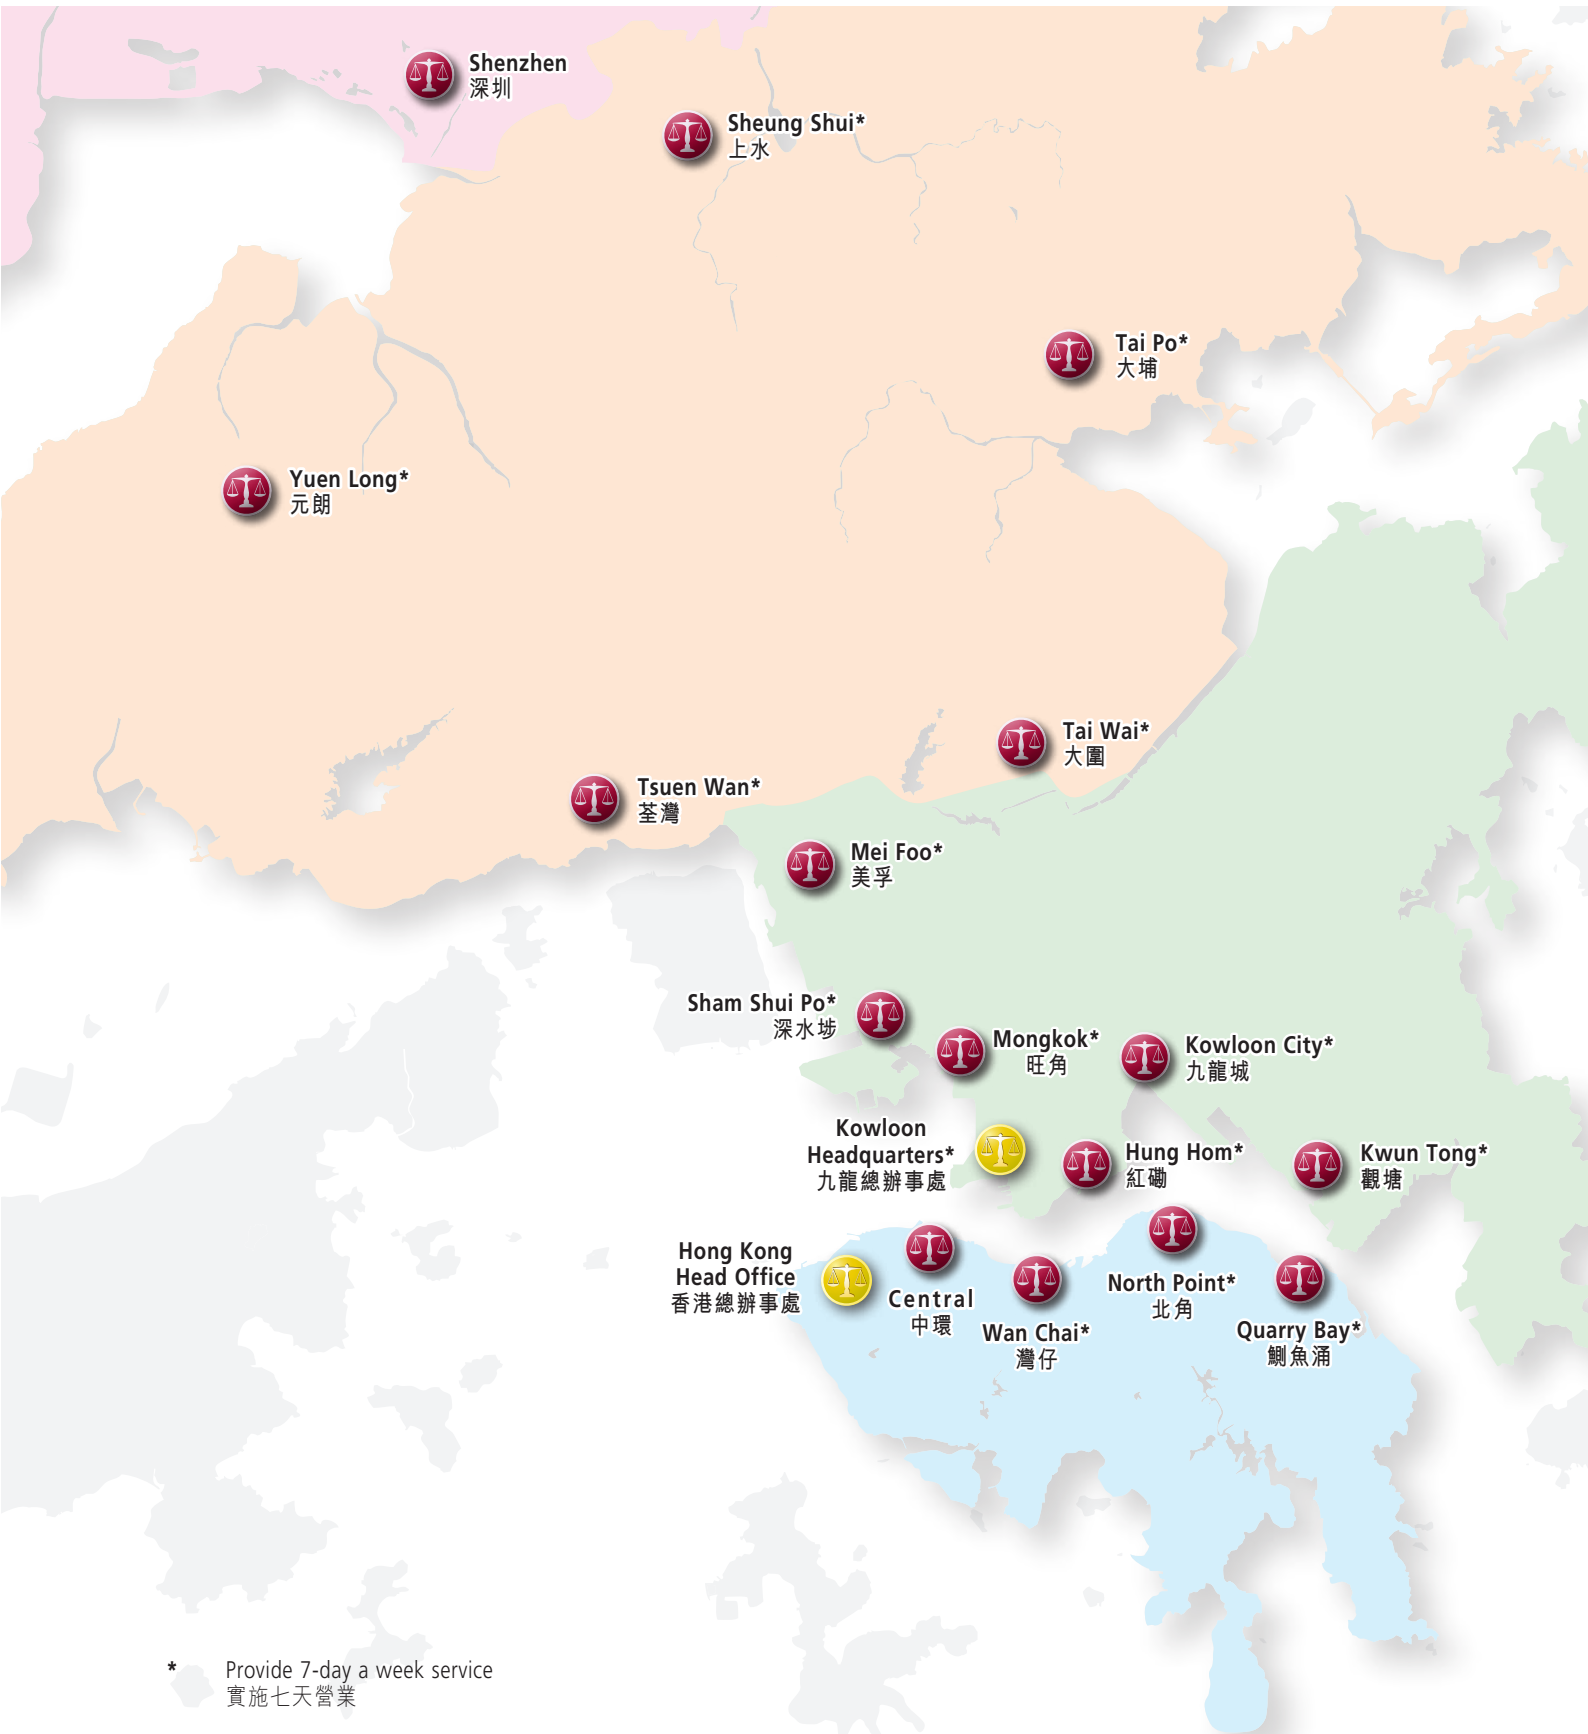 Shenzhen
深圳
Sheung Shui*
上水
Tai Po*
大埔
Yuen Long*
元朗
Tai Wai*
大圍
Tsuen Wan*
荃灣
Mei Foo*
美孚
Sham Shui Po*
深水埗
Mongkok*
旺角
Kowloon City*
九龍城
Kowloon
Headquarters*
九龍總辦事處
Hung Hom*
紅磡
Kwun Tong*
觀塘
Hong Kong
Head Office
香港總辦事處
Central
中環
Wan Chai*
灣仔
North Point*
北角
Quarry Bay*
鰂魚涌
* Provide 7-day a week service
實施七天營業